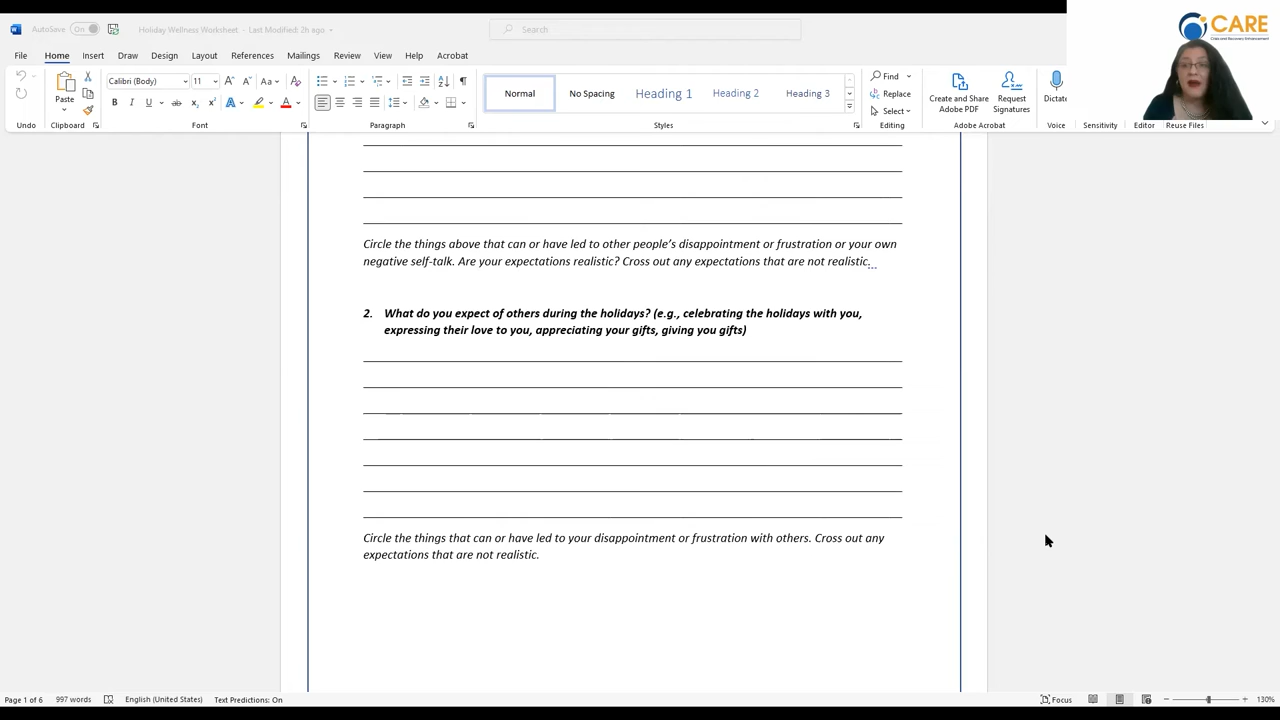 AutoSave On Holiday Wellness Worksheet - Last Modified: 2h ago Search
CARE
Crisis and Recovery Enhancement
File Home Insert Draw Design Layout References Mailings Review View Help Acrobat
Calibri (Body) 11 Aa
Paste
Normal No Spacing Heading 1 Heading 2 Heading 3
Find
Replace
Select
Create and Share Adobe PDF
Request Signatures
Dictate
Undo Clipboard Font Paragraph Styles Editing Adobe Acrobat Voice Sensitivity Editor Reuse Files
Circle the things above that can or have led to other people's disappointment or frustration or your own
negative self-talk. Are your expectations realistic? Cross out any expectations that are not realistic.
2. What do you expect of others during the holidays? (e.g., celebrating the holidays with you,
expressing their love to you, appreciating your gifts, giving you gifts)
Circle the things that can or have led to your disappointment or frustration with others. Cross out any
expectations that are not realistic.
Page 1 of 6 997 words English (United States) Text Predictions: On Focus 130%